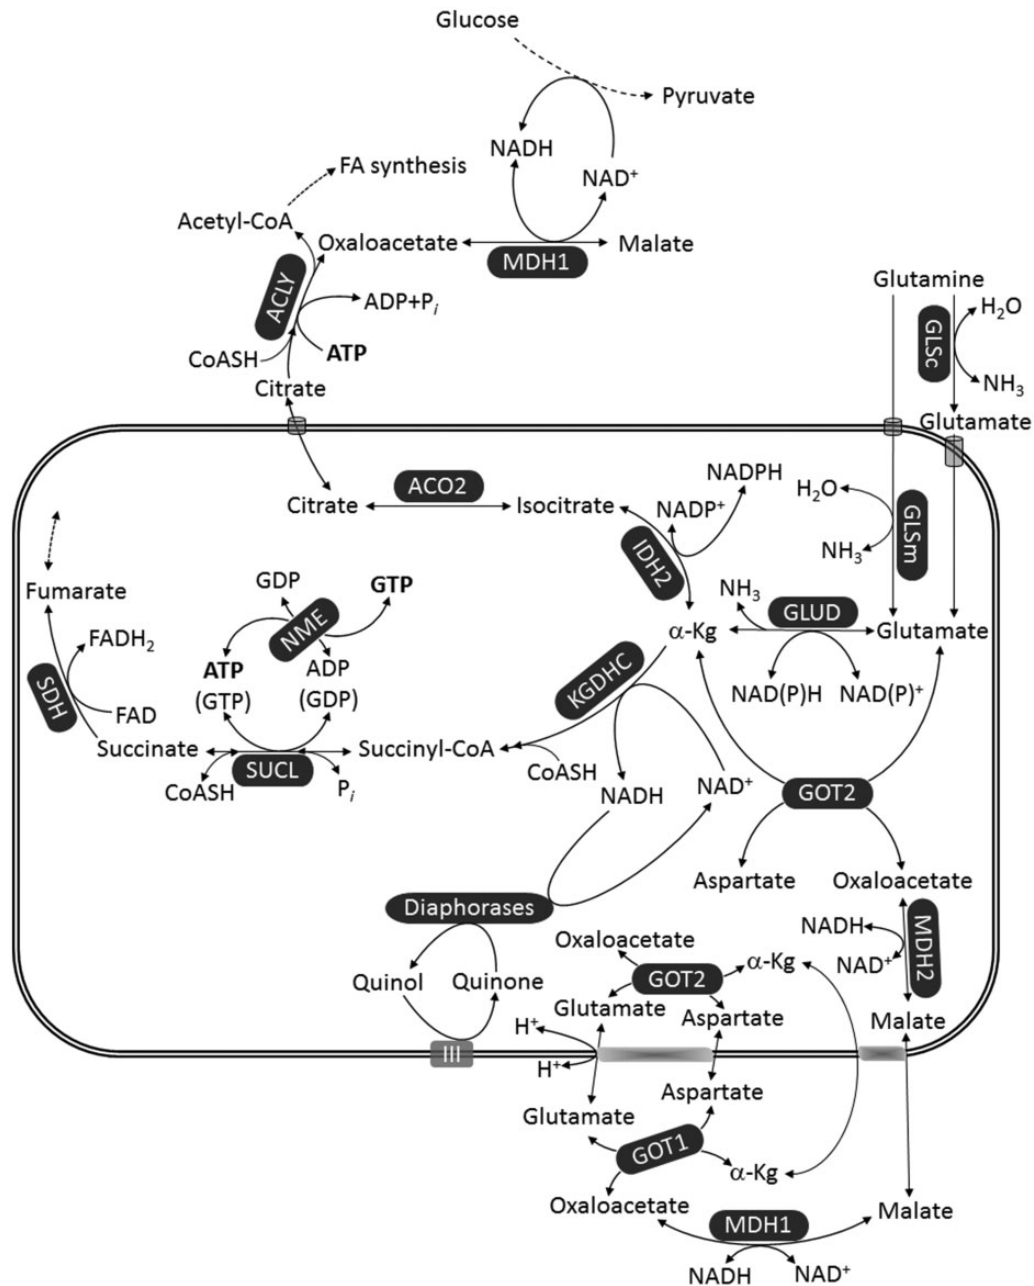 Glucose
Pyruvate
NADH
NAD⁺
FA synthesis
Acetyl-CoA
Oxaloacetate
Malate
MDH1
ACLY
ADP+Pi
CoASH
ATP
Citrate
Glutamine
GLSc
H₂O
NH₃
Glutamate
Citrate
ACO2
Isocitrate
NADP⁺
NADPH
IDH2
H₂O
NH₃
GLSm
Fumarate
GDP
GTP
NME
ATP
(GTP)
ADP
(GDP)
FADH₂
SDH
FAD
Succinate
SUCL
CoASH
Pi
Succinyl-CoA
KGDHC
α-Kg
NH₃
GLUD
Glutamate
NAD(P)H
NAD(P)⁺
CoASH
NADH
NAD⁺
GOT2
Aspartate
Oxaloacetate
Diaphorases
Quinol
Quinone
III
NADH
NAD⁺
MDH2
Malate
Oxaloacetate
GOT2
α-Kg
Glutamate
Aspartate
H⁺
H⁺
Aspartate
Glutamate
GOT1
α-Kg
Oxaloacetate
MDH1
Malate
NADH
NAD⁺